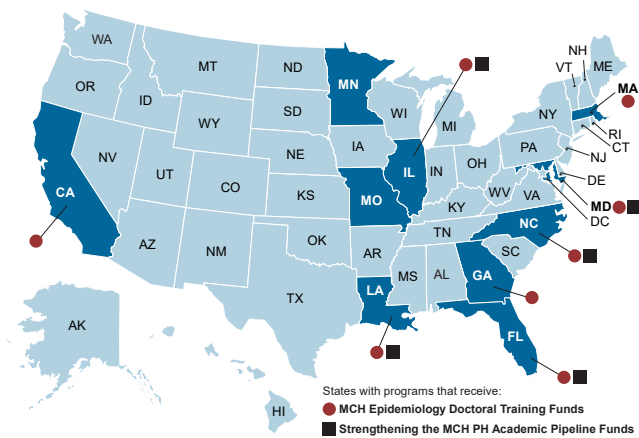 WA
MT
ND
MN
OR
ID
SD
WI
MI
NH
VT
ME
MA
NY
RI
CT
WY
IA
PA
NJ
NV
UT
NE
IL
IN
OH
DE
CA
CO
KS
MO
WV
VA
MD
DC
KY
NC
AZ
NM
OK
AR
TN
SC
MS
AL
GA
TX
LA
FL
AK
HI
States with programs that receive:
MCH Epidemiology Doctoral Training Funds
Strengthening the MCH PH Academic Pipeline Funds